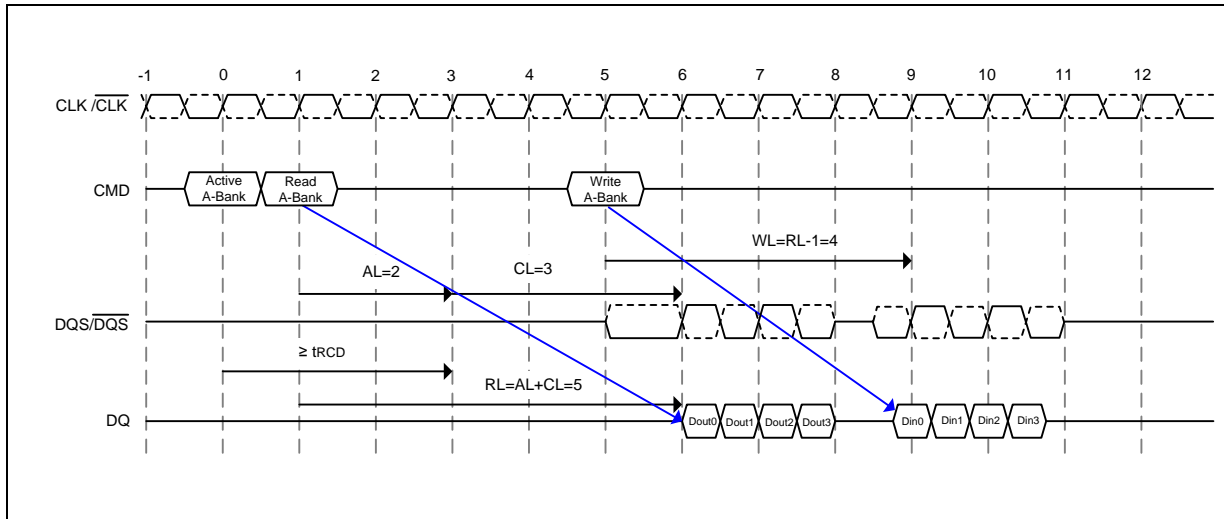 -1 0 1 2 3 4 5 6 7 8 9 10 11 12
CLK /CLK
CMD
Active
A-Bank
Read
A-Bank
Write
A-Bank
WL=RL-1=4
AL=2
CL=3
DQS/DQS
≥ tRCD
RL=AL+CL=5
DQ
Dout0 Dout1 Dout2 Dout3 Din0 Din1 Din2 Din3